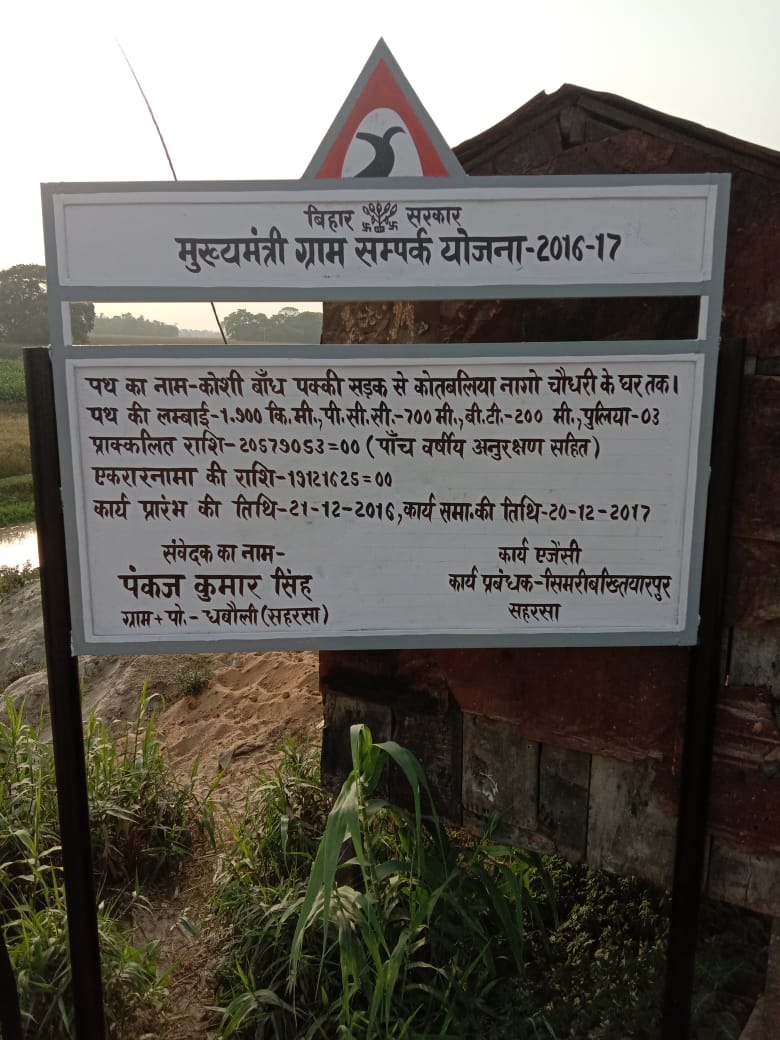 बिहार सरकार
मुख्यमंत्री ग्राम सम्पर्क योजना-2016-17
पथ का नाम-कोशी बाँध पक्की सड़क से कोतबलिया नागो चौधरी के घर तक।
पथ की लम्बाई-1.900 कि.मी.,पी.सी.सी.-700 मी.,बी.टी.-200 मी.,पुलिया-03
प्राक्कलित राशि-20579053=00 (पाँच वर्षीय अनुरक्षण सहित)
एकरारनामा की राशि-19121625=00
कार्य प्रारंभ की तिथि-21-12-2016,कार्य समा.की तिथि-20-12-2017
संवेदक का नाम-
पंकज कुमार सिंह
ग्राम+पो.-धबौली(सहरसा)
कार्य एजेंसी
कार्य प्रबंधक-सिमरीबख्तियारपुर
सहरसा